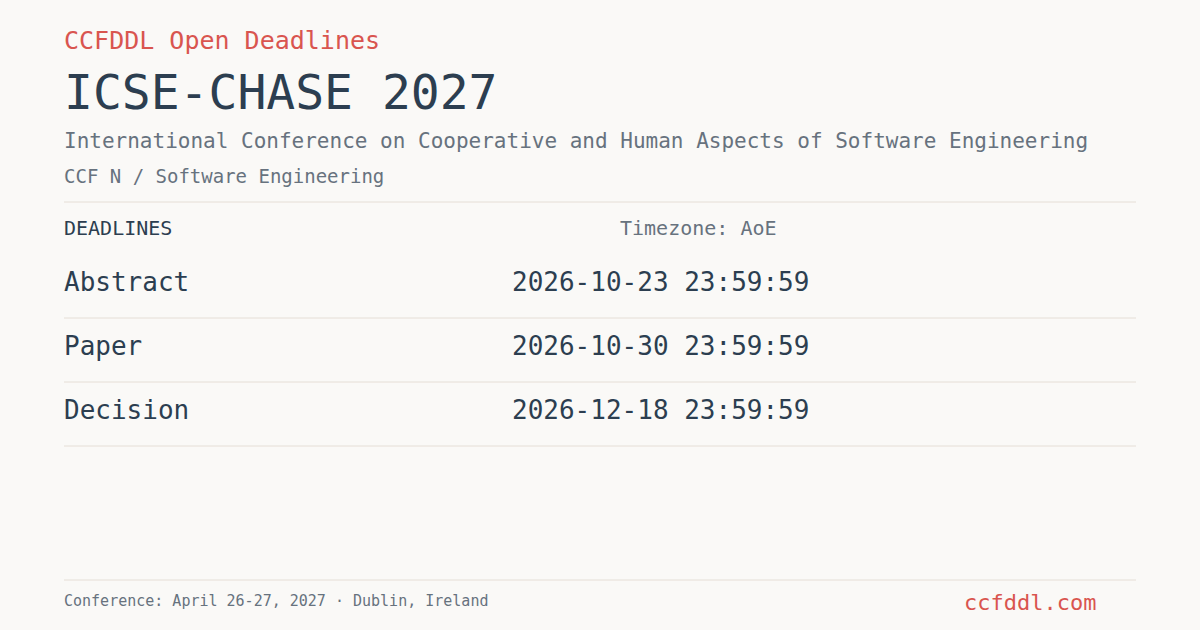 CCFDDL Open Deadlines
ICSE-CHASE 2027
International Conference on Cooperative and Human Aspects of Software Engineering
CCF N / Software Engineering
DEADLINES Timezone: AoE
Abstract 2026-10-23 23:59:59
Paper 2026-10-30 23:59:59
Decision 2026-12-18 23:59:59
Conference: April 26-27, 2027 · Dublin, Ireland ccfddl.com